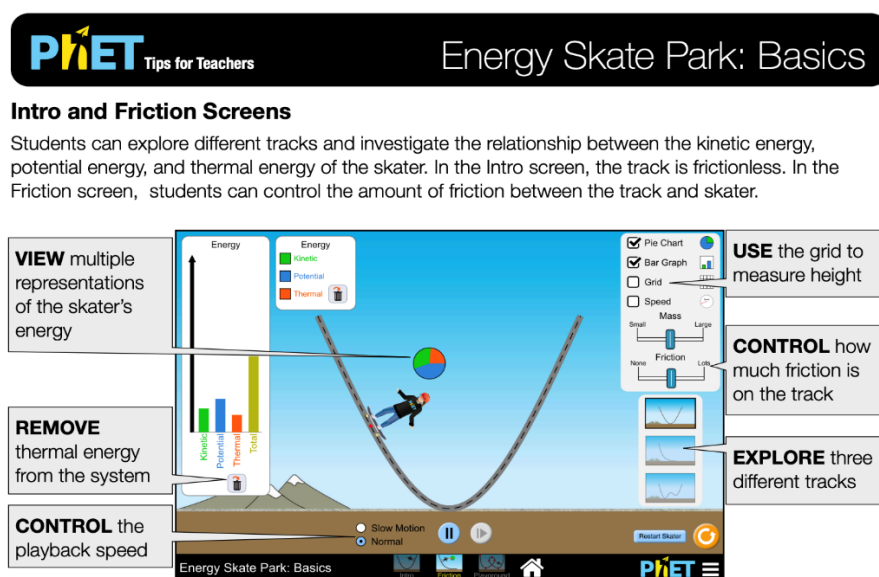 PhET Tips for Teachers
Energy Skate Park: Basics
Intro and Friction Screens
Students can explore different tracks and investigate the relationship between the kinetic energy,
potential energy, and thermal energy of the skater. In the Intro screen, the track is frictionless. In the
Friction screen, students can control the amount of friction between the track and skater.
VIEW multiple
representations
of the skater's
energy
REMOVE
thermal energy
from the system
CONTROL the
playback speed
Energy
Kinetic
Potential
Thermal
Total
Energy
Kinetic
Potential
Thermal
Pie Chart
Bar Graph
Grid
Speed
Mass
Small
Large
Friction
None
Lots
USE the grid to
measure height
CONTROL how
much friction is
on the track
EXPLORE three
different tracks
Slow Motion
Normal
Restart Skater
Energy Skate Park: Basics
Intro
Friction
Playground
PhET